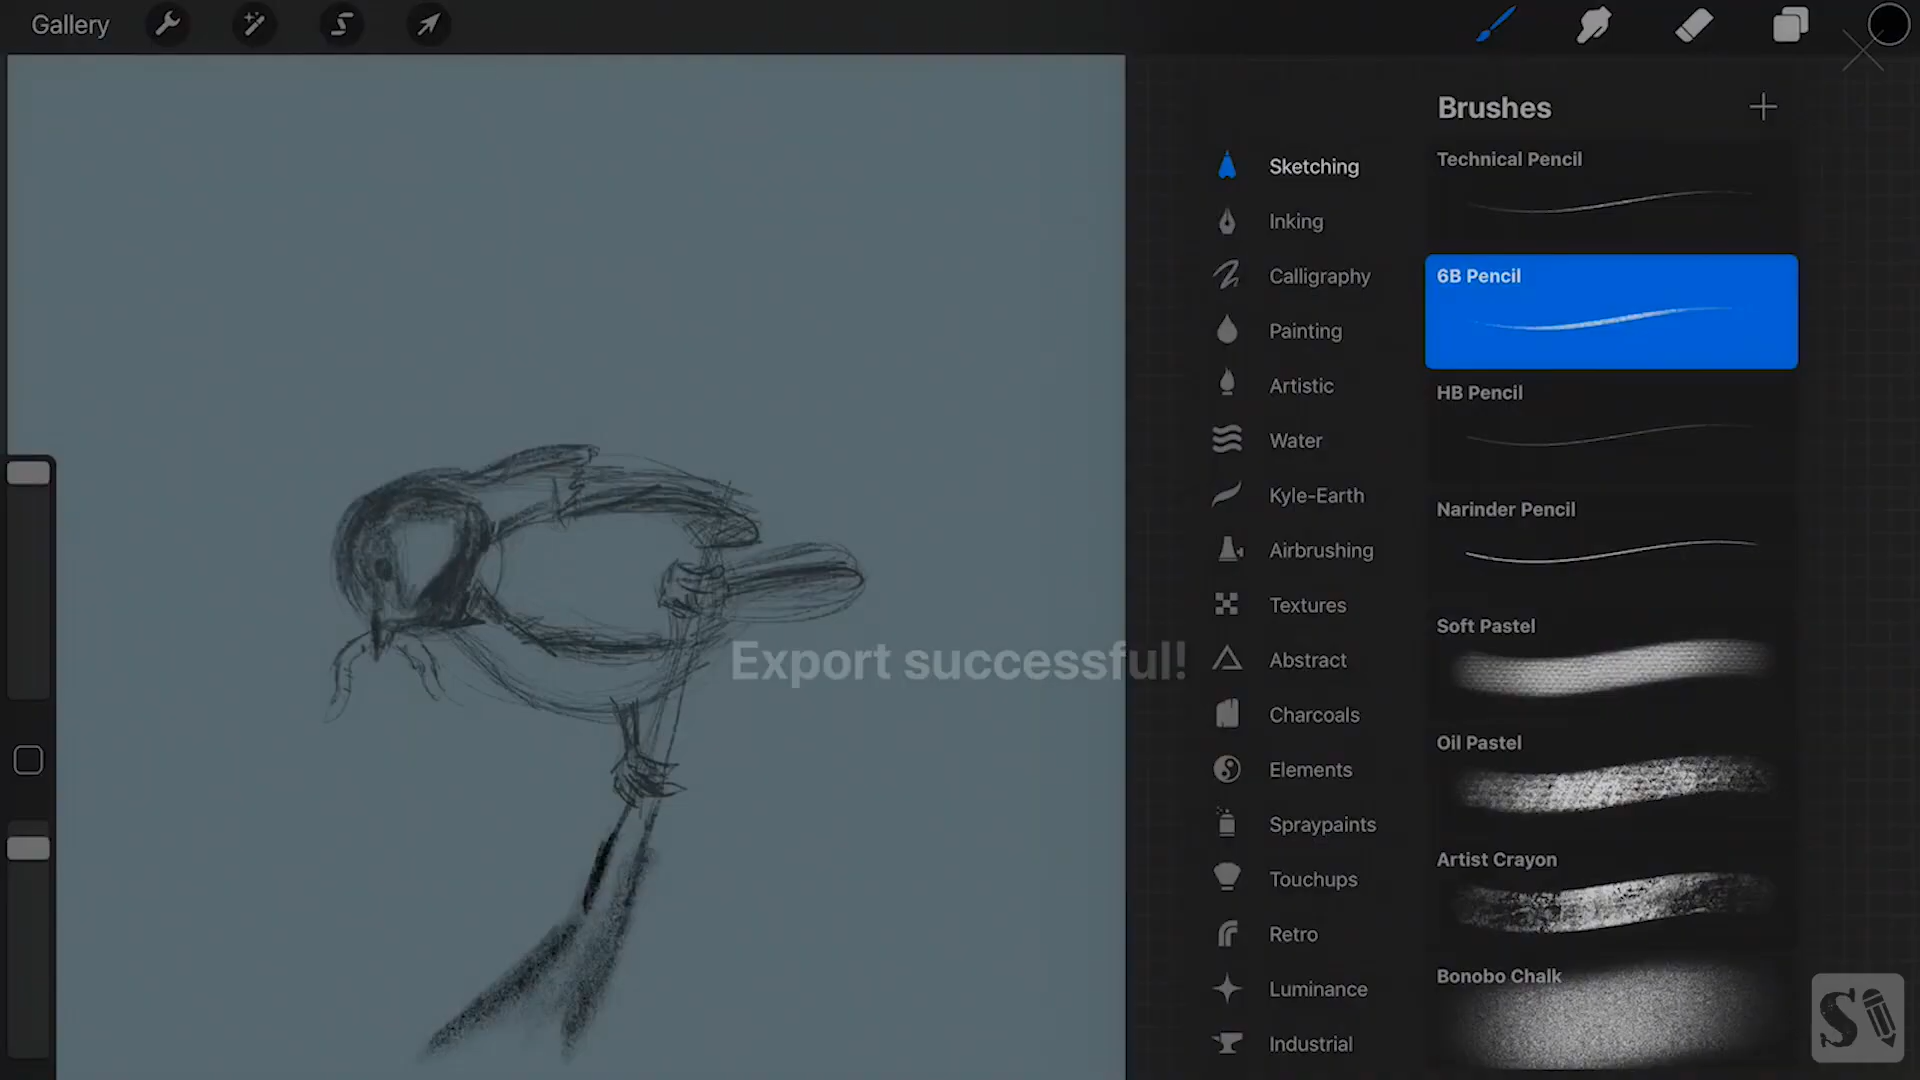 Gallery
Brushes
Technical Pencil
Sketching
Inking
6B Pencil
Calligraphy
Painting
HB Pencil
Artistic
Water
Kyle-Earth
Narinder Pencil
Airbrushing
Textures
Soft Pastel
Export successful!
Abstract
Charcoals
Oil Pastel
Elements
Spraypaints
Artist Crayon
Touchups
Retro
Bonobo Chalk
Luminance
Industrial
S